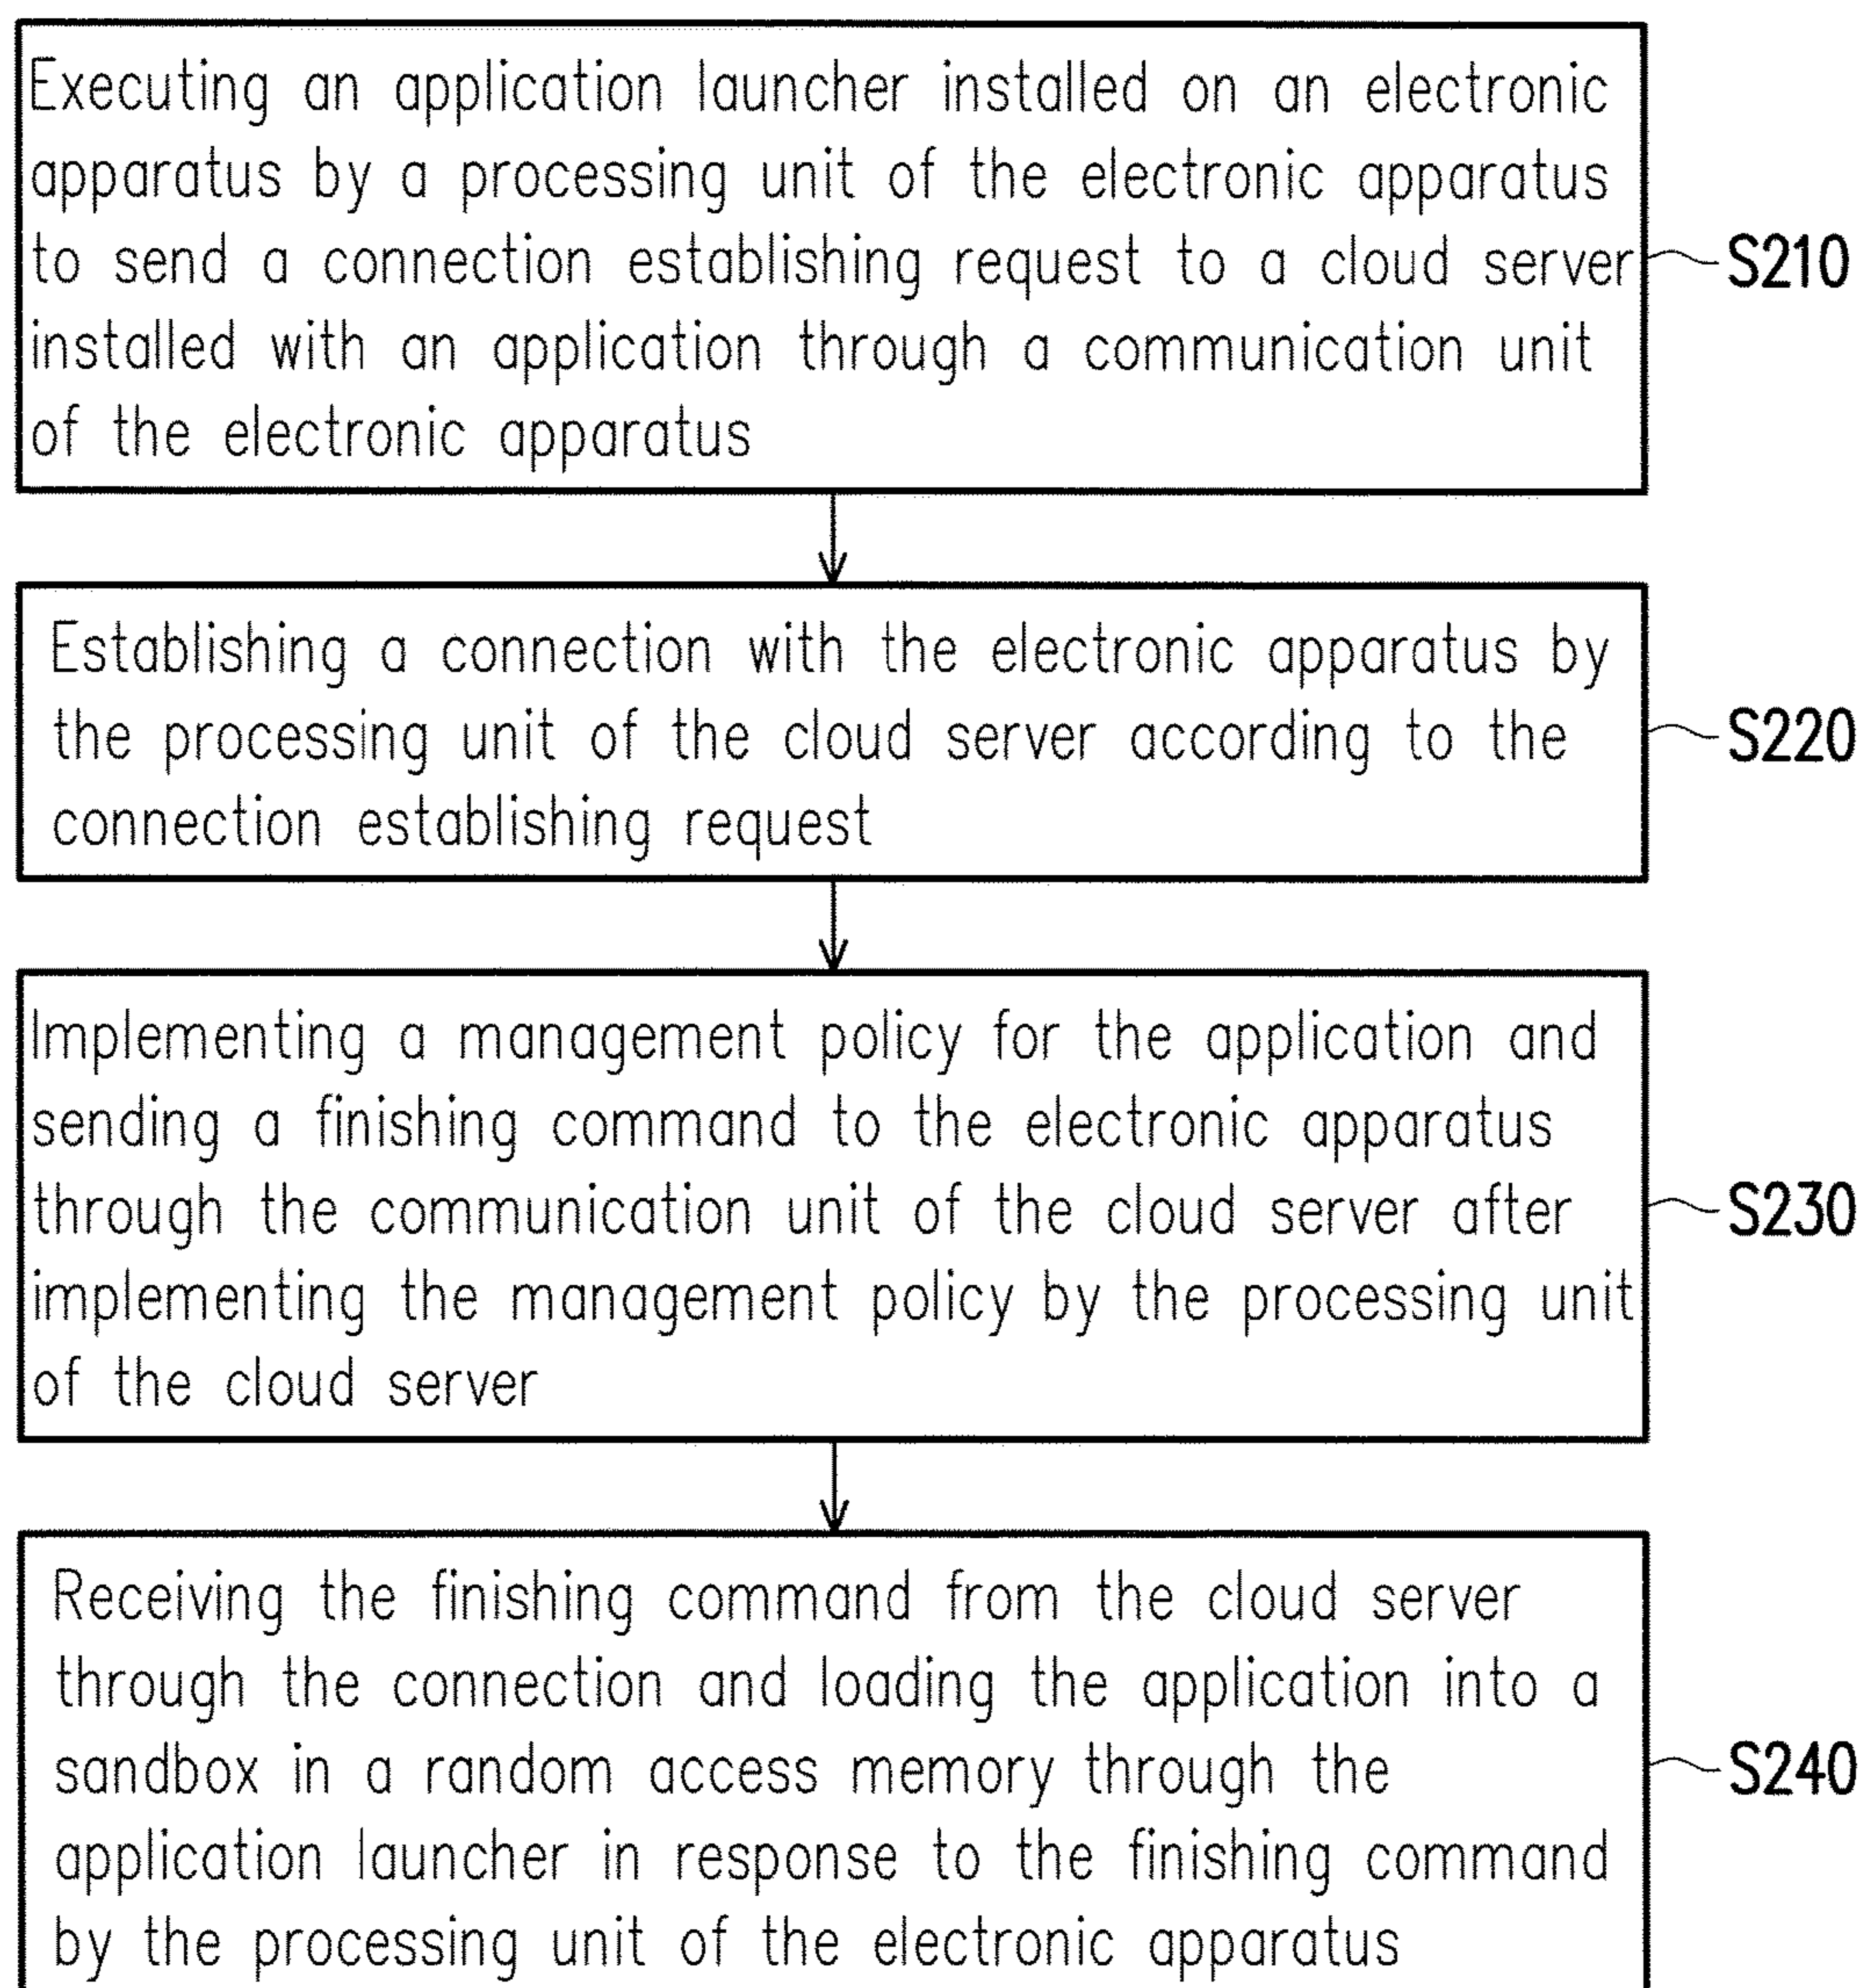 Executing an application launcher installed on an electronic
apparatus by a processing unit of the electronic apparatus
to send a connection establishing request to a cloud server
installed with an application through a communication unit
of the electronic apparatus
S210
Establishing a connection with the electronic apparatus by
the processing unit of the cloud server according to the
connection establishing request
S220
Implementing a management policy for the application and
sending a finishing command to the electronic apparatus
through the communication unit of the cloud server after
implementing the management policy by the processing unit
of the cloud server
S230
Receiving the finishing command from the cloud server
through the connection and loading the application into a
sandbox in a random access memory through the
application launcher in response to the finishing command
by the processing unit of the electronic apparatus
S240